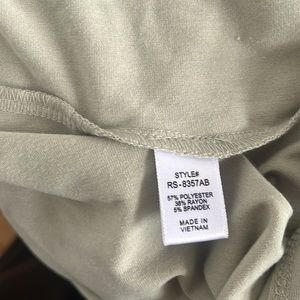 STYLE#
RS-8357AB
57% POLYESTER
38% RAYON
5% SPANDEX
MADE IN
VIETNAM